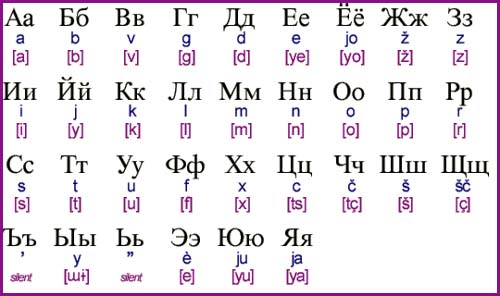 Аа Бб Вв Гг Дд Ее Ёё Жж Зз
a b v g d e jo ž z
[a] [b] [v] [g] [d] [ye] [yo] [ž] [z]
Ии Йй Кк Лл Мм Нн Оо Пп Рр
i j k l m n o p r
[i] [y] [k] [l] [m] [n] [o] [p] [r]
Сс Тт Уу Фф Хх Цц Чч Шш Щщ
s t u f x c č š šč
[s] [t] [u] [f] [x] [ts] [tç] [š] [ç]
Ъъ Ыы Ьь Ээ Юю Яя
’ y ” è ju ja
silent [ɯɨ] silent [e] [yu] [ya]